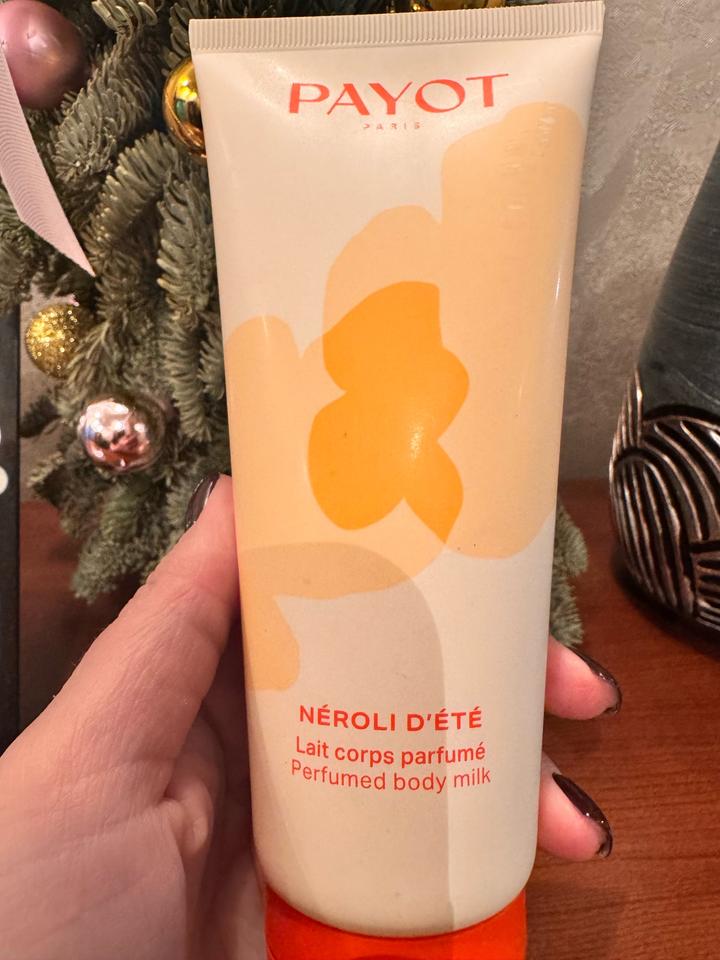 PAYOT
PARIS
NÉROLI D'ÉTÉ
Lait corps parfumé
Perfumed body milk